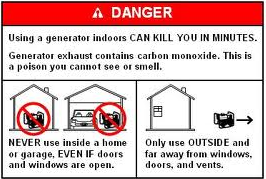 DANGER
Using a generator indoors CAN KILL YOU IN MINUTES.
Generator exhaust contains carbon monoxide. This is
a poison you cannot see or smell.
NEVER use inside a home
or garage, EVEN IF doors
and windows are open.
Only use OUTSIDE and
far away from windows,
doors, and vents.